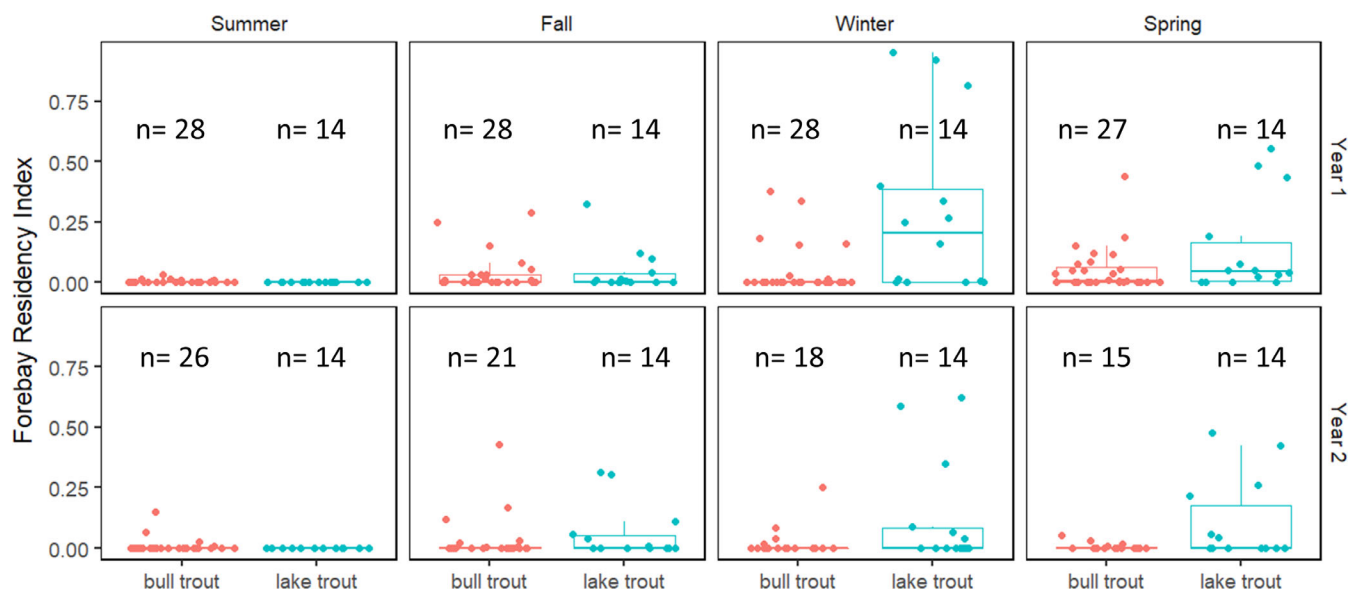 Summer Fall Winter Spring
0.75
n= 28 n= 14 n= 28 n= 14 n= 28 n= 14 n= 27 n= 14
0.50
0.25
0.00
Year 1
Forebay Residency Index
0.75
n= 26 n= 14 n= 21 n= 14 n= 18 n= 14 n= 15 n= 14
0.50
0.25
0.00
Year 2
bull trout lake trout bull trout lake trout bull trout lake trout bull trout lake trout